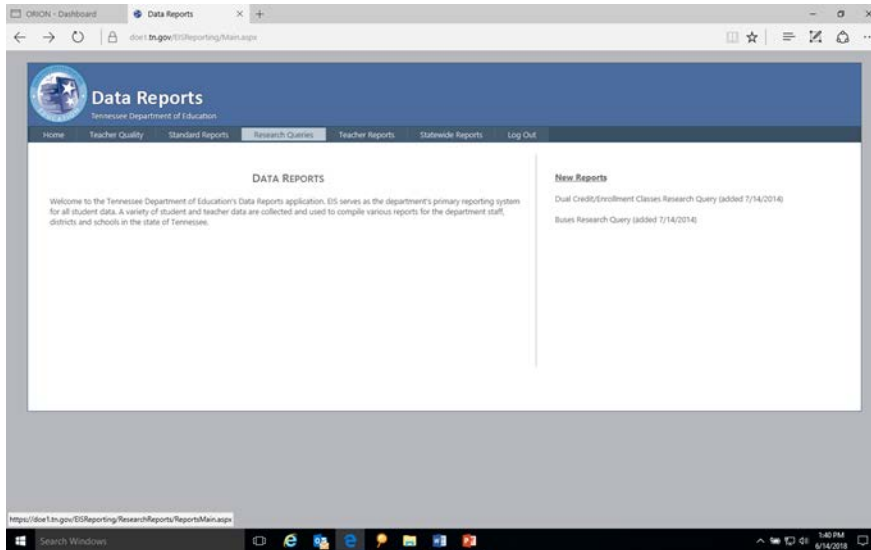 ORION - Dashboard
Data Reports
doe1.tn.gov/EISReporting/Main.aspx
Data Reports
Tennessee Department of Education
Home Teacher Quality Standard Reports Research Queries Teacher Reports Statewide Reports Log Out
DATA REPORTS
Welcome to the Tennessee Department of Education's Data Reports application. EIS serves as the department's primary reporting system
for all student data. A variety of student and teacher data are collected and used to compile various reports for the department staff,
districts and schools in the state of Tennessee.
New Reports
Dual Credit/Enrollment Classes Research Query (added 7/14/2014)
Buses Research Query (added 7/14/2014)
https://doe1.tn.gov/EISReporting/ResearchReports/ReportsMain.aspx
Search Windows
1:40 PM
6/14/2018